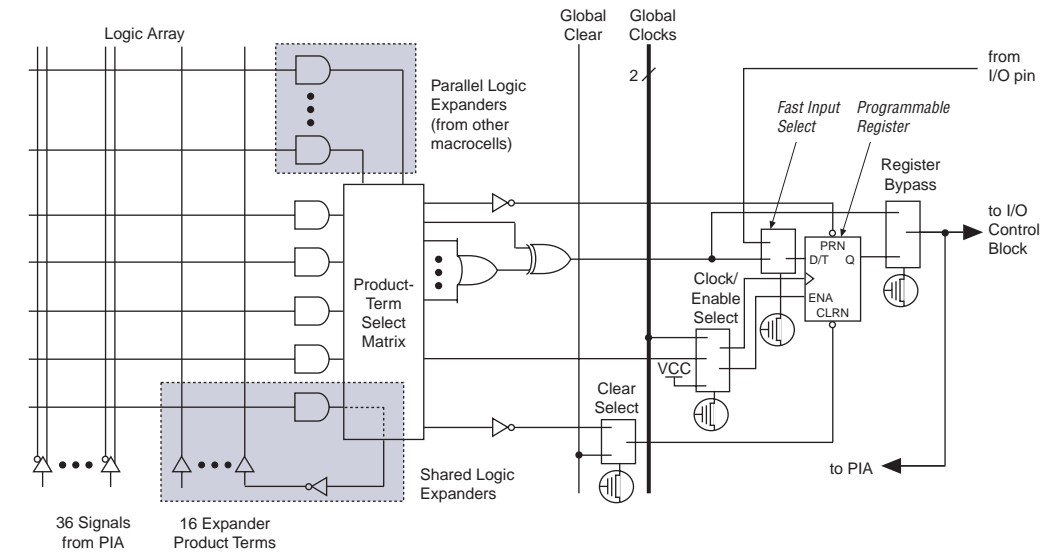 Logic Array
Global
Clear
Global
Clocks
2
Parallel Logic
Expanders
(from other
macrocells)
from
I/O pin
Fast Input
Select
Programmable
Register
Register
Bypass
to I/O
Control
Block
PRN
D/T Q
ENA
CLRN
Clock/
Enable
Select
Product-
Term
Select
Matrix
VCC
Clear
Select
Shared Logic
Expanders
to PIA
36 Signals
from PIA
16 Expander
Product Terms